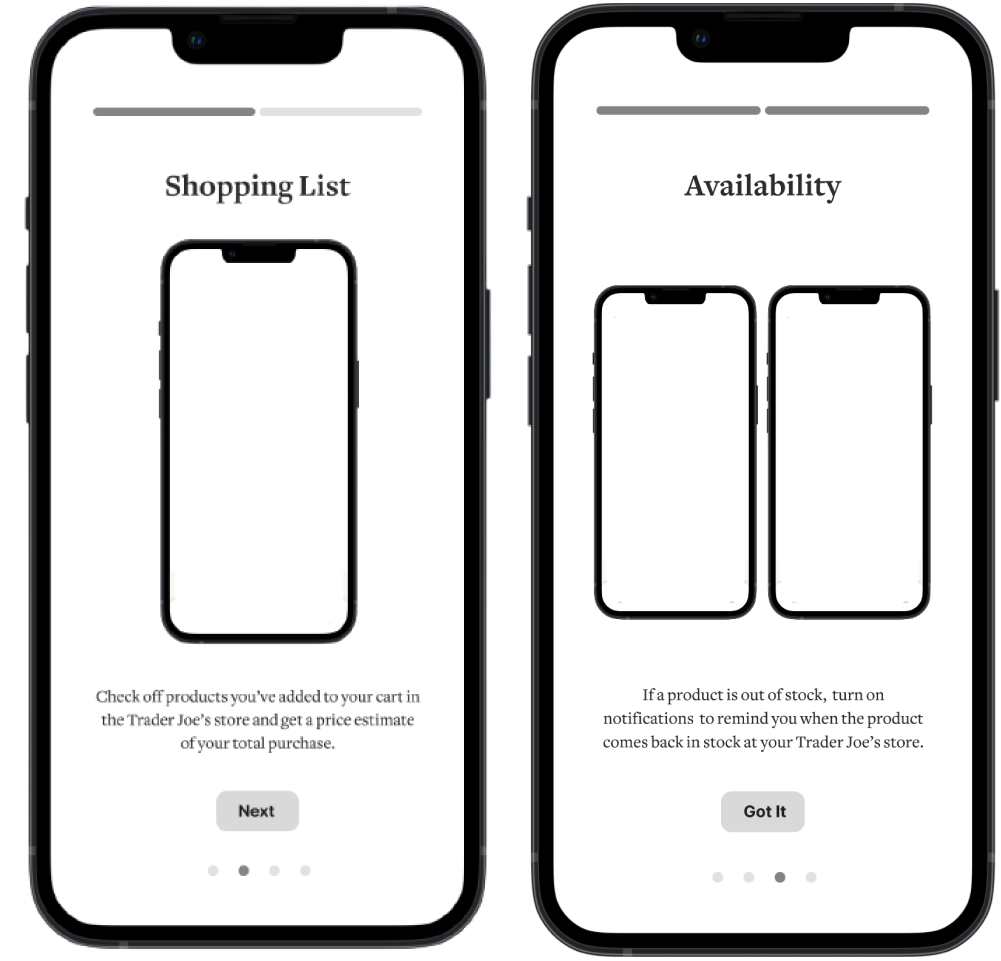 Shopping List
Check off products you've added to your cart in
the Trader Joe's store and get a price estimate
of your total purchase.
Next
Availability
If a product is out of stock, turn on
notifications to remind you when the product
comes back in stock at your Trader Joe's store.
Got It